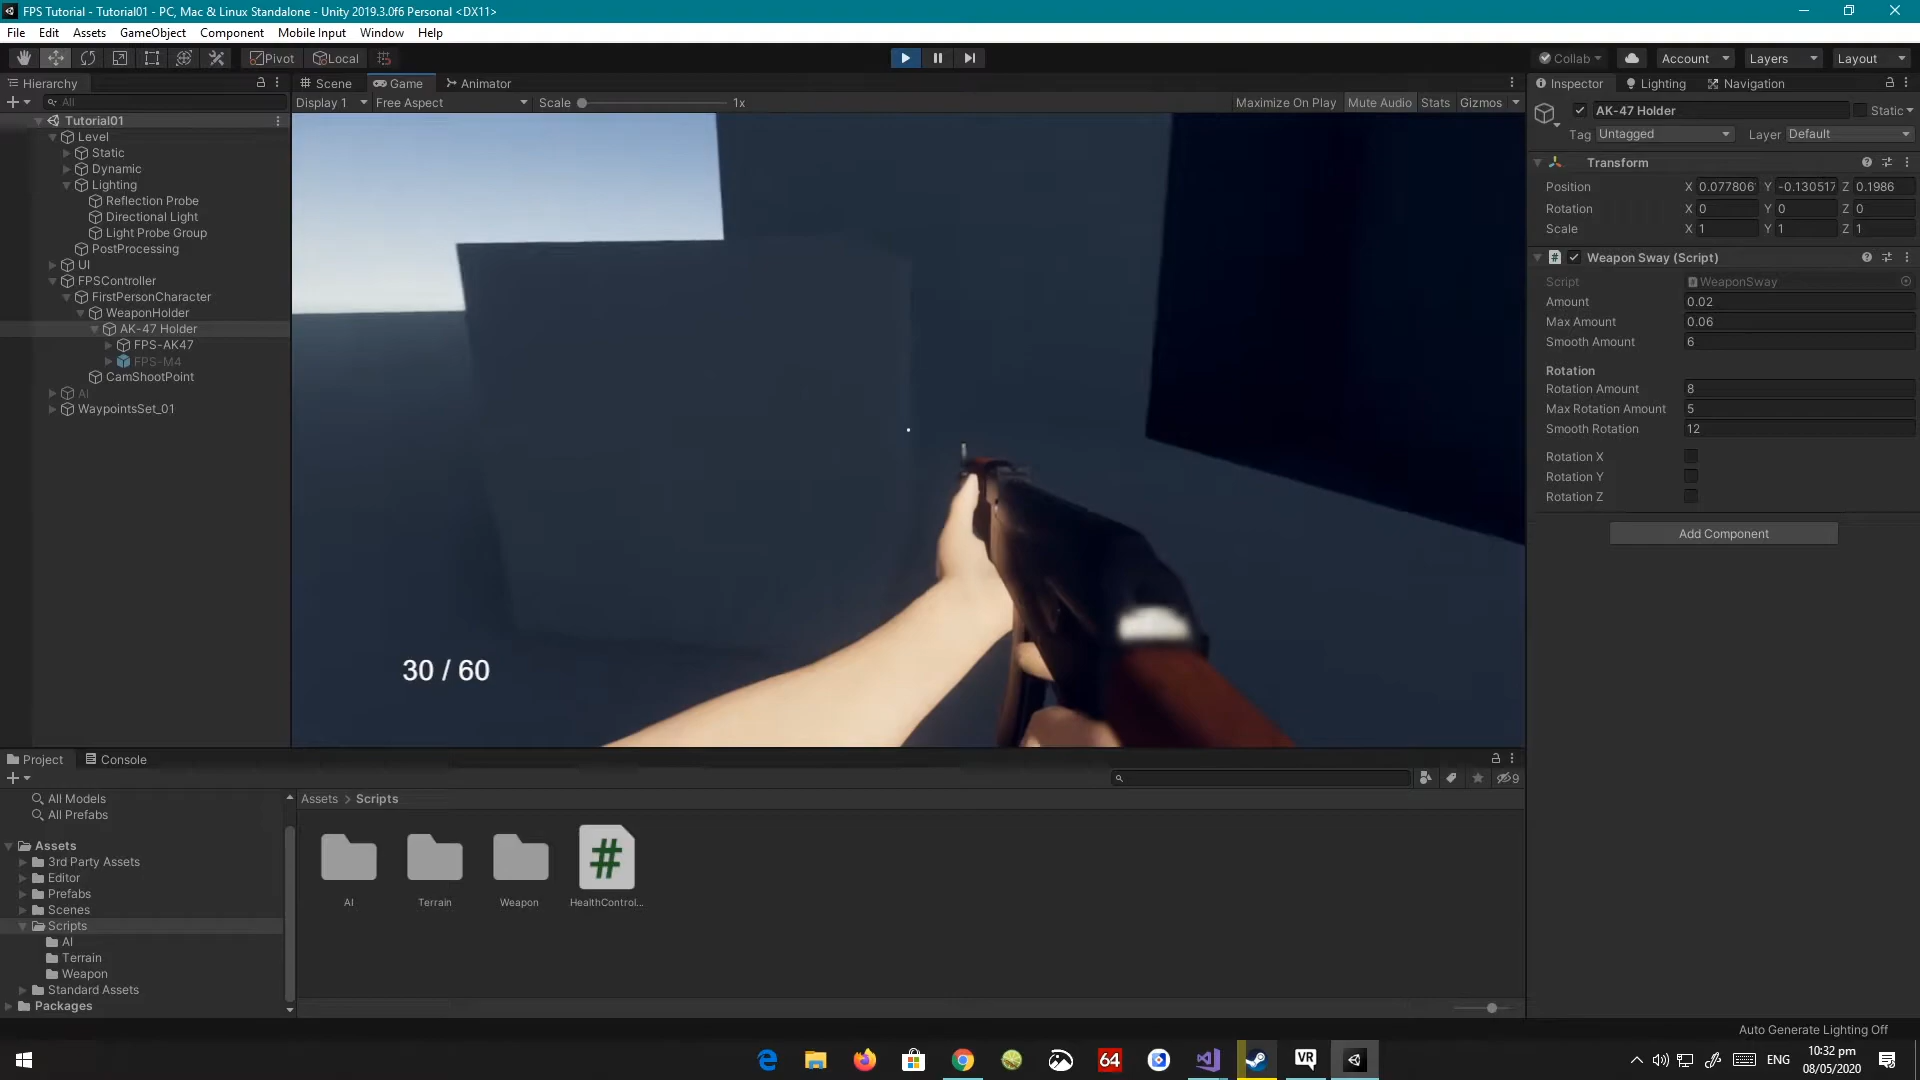 FPS Tutorial - Tutorial01 - PC, Mac & Linux Standalone - Unity 2019.3.0f6 Personal <DX11>
File Edit Assets GameObject Component Mobile Input Window Help
Pivot Local Collab Account Layers Layout
Hierarchy
All
Tutorial01
Level
Static
Dynamic
Lighting
Reflection Probe
Directional Light
Light Probe Group
PostProcessing
UI
FPSController
FirstPersonCharacter
WeaponHolder
AK-47 Holder
FPS-AK47
FPS-M4
CamShootPoint
AI
WaypointsSet_01
Scene Game Animator
Display 1 Free Aspect Scale 1x Maximize On Play Mute Audio Stats Gizmos
30 / 60
Inspector Lighting Navigation
AK-47 Holder Static
Tag Untagged Layer Default
Transform
Position X 0.077806 Y -0.130517 Z 0.1986
Rotation X 0 Y 0 Z 0
Scale X 1 Y 1 Z 1
# Weapon Sway (Script)
Script WeaponSway
Amount 0.02
Max Amount 0.06
Smooth Amount 6
Rotation
Rotation Amount 8
Max Rotation Amount 5
Smooth Rotation 12
Rotation X
Rotation Y
Rotation Z
Add Component
Project Console
9
All Models
All Prefabs
Assets
3rd Party Assets
Editor
Prefabs
Scenes
Scripts
AI
Terrain
Weapon
Standard Assets
Packages
Assets > Scripts
#
AI Terrain Weapon HealthControl...
Auto Generate Lighting Off
64 VR ENG 10:32 pm
08/05/2020